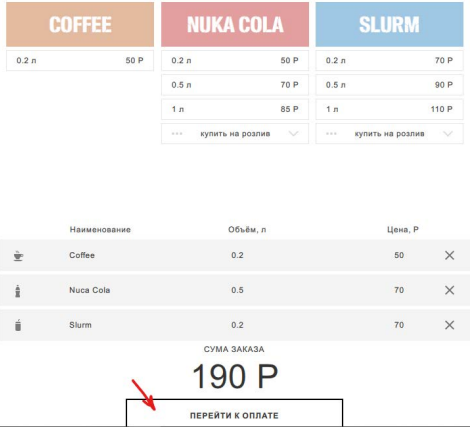 COFFEE NUKA COLA SLURM
0.2 л 50 Р 0.2 л 50 Р 0.2 л 70 Р
0.5 л 70 Р 0.5 л 90 Р
1 л 85 Р 1 л 110 Р
купить на розлив купить на розлив
Наименование Объём, л Цена, Р
Coffee 0.2 50
Nuca Cola 0.5 70
Slurm 0.2 70
СУМА ЗАКАЗА
190 Р
ПЕРЕЙТИ К ОПЛАТЕ